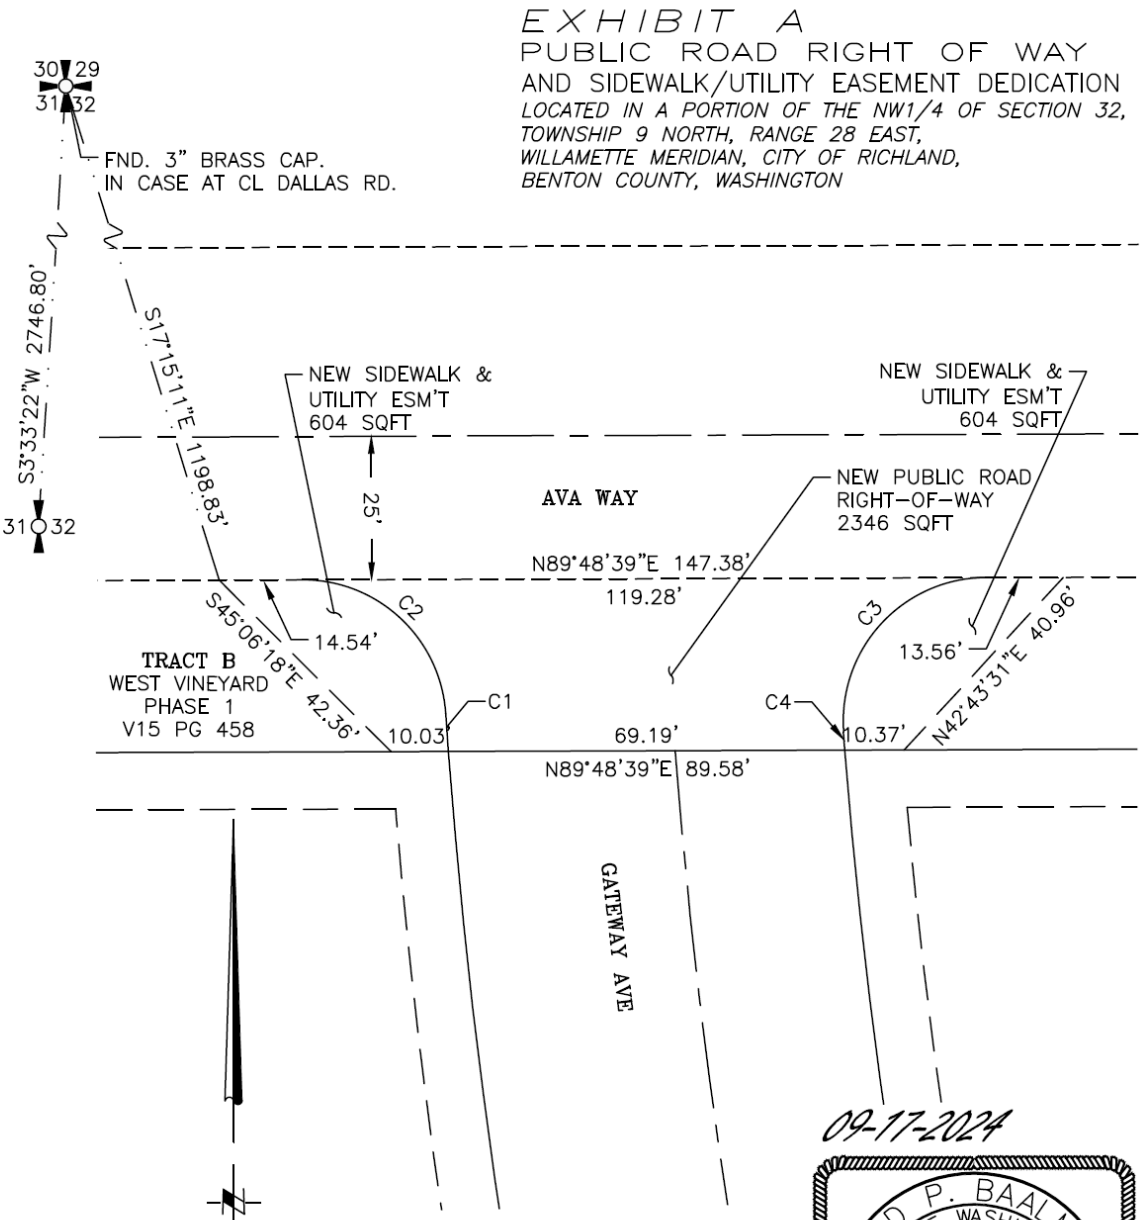 EXHIBIT A
PUBLIC ROAD RIGHT OF WAY
AND SIDEWALK/UTILITY EASEMENT DEDICATION
LOCATED IN A PORTION OF THE NW1/4 OF SECTION 32,
TOWNSHIP 9 NORTH, RANGE 28 EAST,
WILLAMETTE MERIDIAN, CITY OF RICHLAND,
BENTON COUNTY, WASHINGTON
30 29
31 32
FND. 3" BRASS CAP.
IN CASE AT CL DALLAS RD.
S3°33'22"W 2746.80'
S17°15'11"E 1198.83'
31 32
NEW SIDEWALK &
UTILITY ESM'T
604 SQFT
NEW SIDEWALK &
UTILITY ESM'T
604 SQFT
25'
AVA WAY
NEW PUBLIC ROAD
RIGHT-OF-WAY
2346 SQFT
N89°48'39"E 147.38'
119.28'
C2
C3
14.54'
13.56'
S45°06'18"E 42.36'
N42°43'31"E 40.96'
TRACT B
WEST VINEYARD
PHASE 1
V15 PG 458
C1
C4
10.03'
69.19'
10.37'
N89°48'39"E 89.58'
GATEWAY AVE
N
09-17-2024
D P. BAAL
WASH